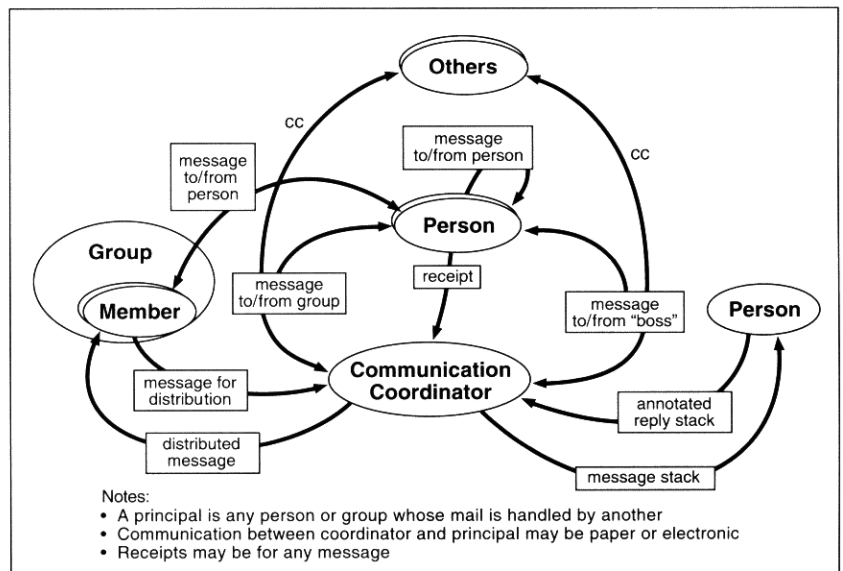 Others
cc
cc
message
to/from person
message
to/from
person
Person
Group
receipt
message
to/from group
message
to/from "boss"
Member
Person
Communication
Coordinator
message for
distribution
annotated
reply stack
distributed
message
message stack
Notes:
• A principal is any person or group whose mail is handled by another
• Communication between coordinator and principal may be paper or electronic
• Receipts may be for any message